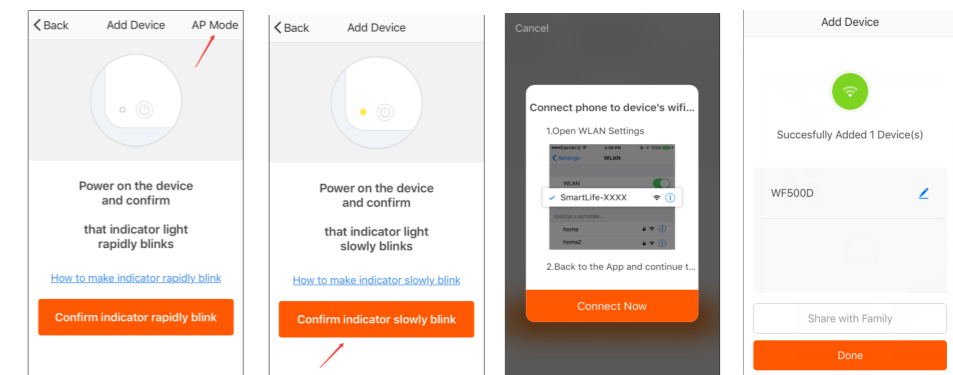 Back Add Device AP Mode
Power on the device
and confirm
that indicator light
rapidly blinks
How to make indicator rapidly blink
Confirm indicator rapidly blink
Back Add Device
Power on the device
and confirm
that indicator light
slowly blinks
How to make indicator slowly blink
Confirm indicator slowly blink
Cancel
Connect phone to device's wifi...
1.Open WLAN Settings
Settings WLAN
WLAN
SmartLife-XXXX
CHOOSE A NETWORK...
home
home2
2.Back to the App and continue t...
Connect Now
Add Device
Succesfully Added 1 Device(s)
WF500D
Share with Family
Done